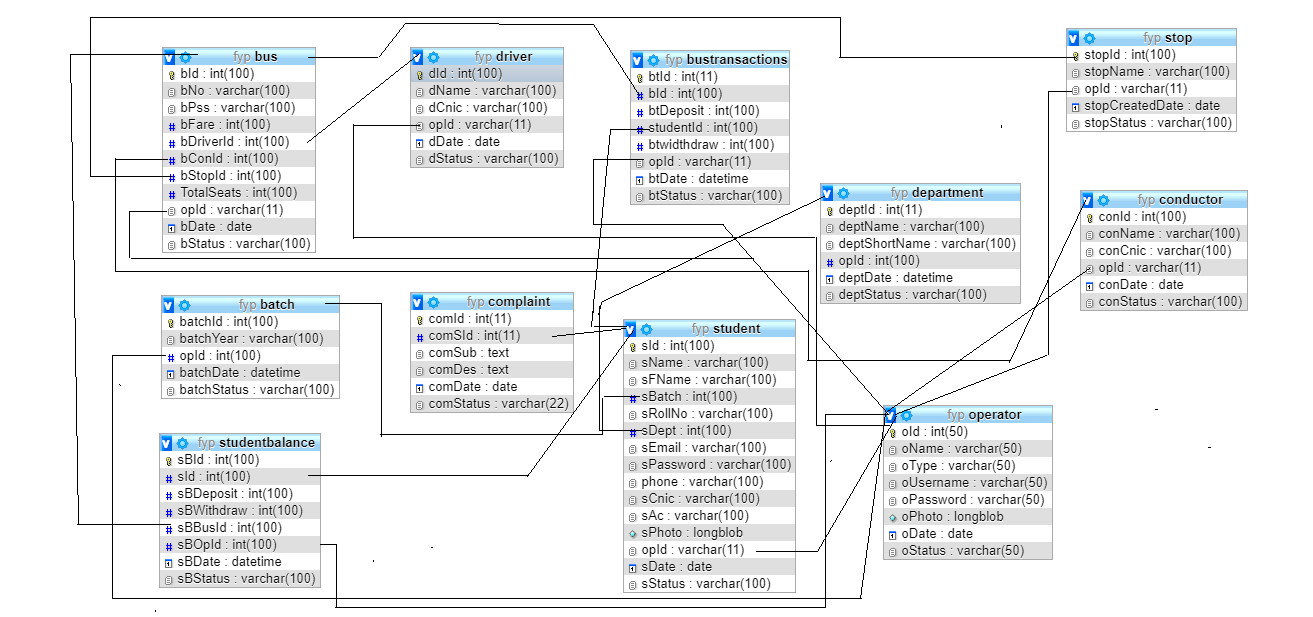 fyp bus
bId : int(100)
bNo : varchar(100)
bPss : varchar(100)
bFare : int(100)
bDriverId : int(100)
bConId : int(100)
bStopId : int(100)
TotalSeats : int(100)
opId : varchar(11)
bDate : date
bStatus : varchar(100)
fyp driver
dId : int(100)
dName : varchar(100)
dCnic : varchar(100)
opId : varchar(11)
dDate : date
dStatus : varchar(100)
fyp bustransactions
btId : int(11)
bId : int(100)
btDeposit : int(100)
studentId : int(100)
btwidthdraw : int(100)
opId : varchar(11)
btDate : datetime
btStatus : varchar(100)
fyp stop
stopId : int(100)
stopName : varchar(100)
opId : varchar(11)
stopCreatedDate : date
stopStatus : varchar(100)
fyp department
deptId : int(11)
deptName : varchar(100)
deptShortName : varchar(100)
opId : int(100)
deptDate : datetime
deptStatus : varchar(100)
fyp conductor
conId : int(100)
conName : varchar(100)
conCnic : varchar(100)
opId : varchar(11)
conDate : date
conStatus : varchar(100)
fyp batch
batchId : int(100)
batchYear : varchar(100)
opId : int(100)
batchDate : datetime
batchStatus : varchar(100)
fyp complaint
comId : int(11)
comSId : int(11)
comSub : text
comDes : text
comDate : date
comStatus : varchar(22)
fyp student
sId : int(100)
sName : varchar(100)
sFName : varchar(100)
sBatch : int(100)
sRollNo : varchar(100)
sDept : int(100)
sEmail : varchar(100)
sPassword : varchar(100)
phone : varchar(100)
sCnic : varchar(100)
sAc : varchar(100)
sPhoto : longblob
opId : varchar(11)
sDate : date
sStatus : varchar(100)
fyp operator
oId : int(50)
oName : varchar(50)
oType : varchar(50)
oUsername : varchar(50)
oPassword : varchar(50)
oPhoto : longblob
oDate : date
oStatus : varchar(50)
fyp studentbalance
sBId : int(100)
sId : int(100)
sBDeposit : int(100)
sBWithdraw : int(100)
sBBusId : int(100)
sBOpId : int(100)
sBDate : datetime
sBStatus : varchar(100)